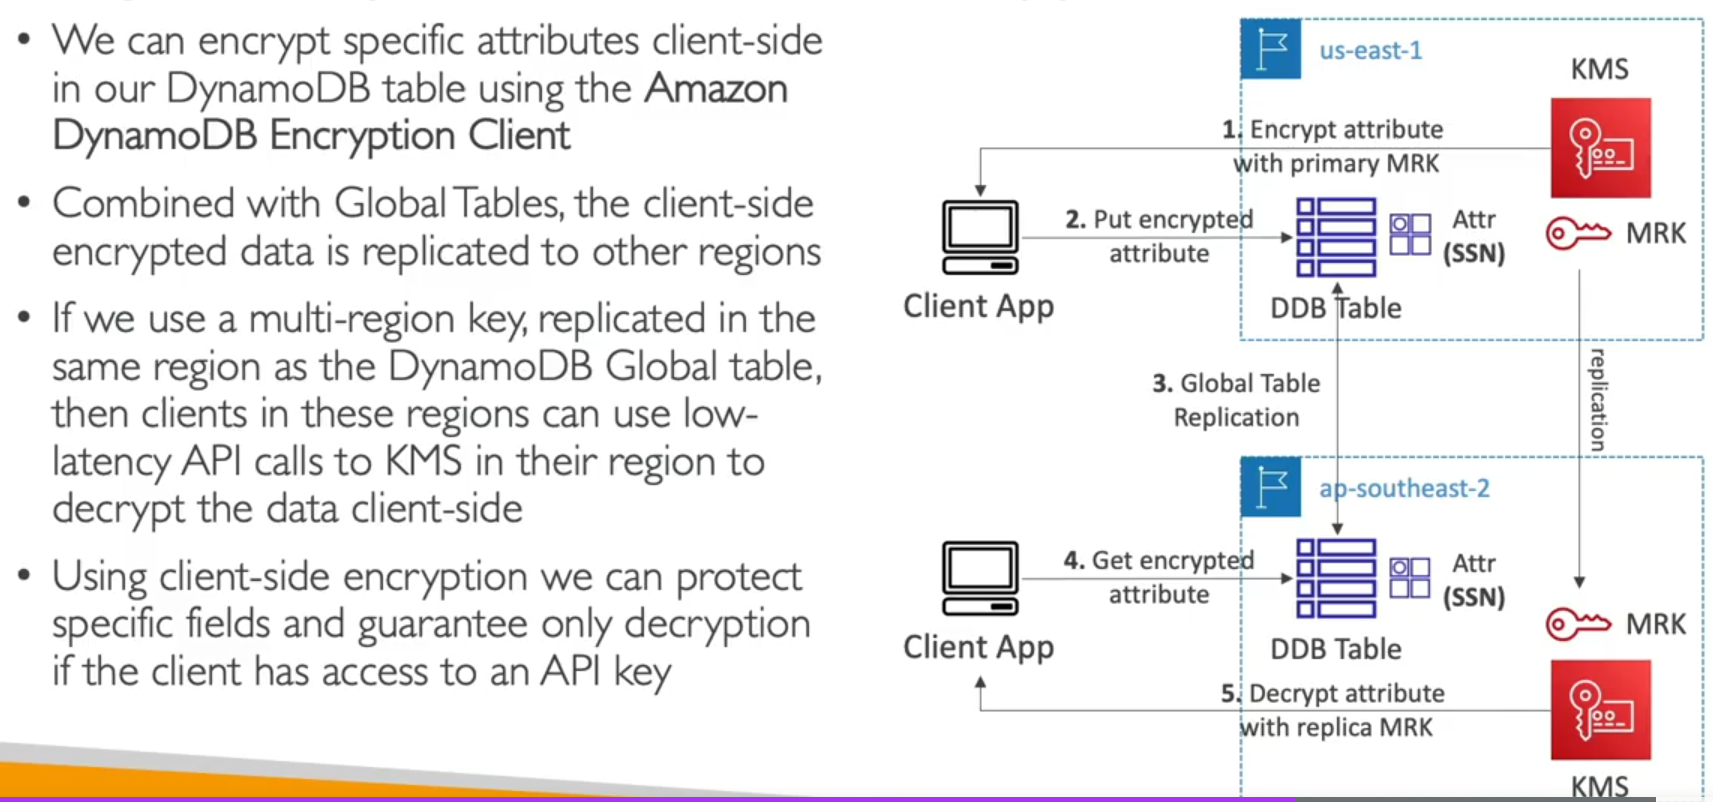 • We can encrypt specific attributes client-side
in our DynamoDB table using the Amazon
DynamoDB Encryption Client
• Combined with Global Tables, the client-side
encrypted data is replicated to other regions
• If we use a multi-region key, replicated in the
same region as the DynamoDB Global table,
then clients in these regions can use low-
latency API calls to KMS in their region to
decrypt the data client-side
• Using client-side encryption we can protect
specific fields and guarantee only decryption
if the client has access to an API key
us-east-1
KMS
1. Encrypt attribute
with primary MRK
2. Put encrypted
attribute
Attr
(SSN)
MRK
Client App
DDB Table
3. Global Table
Replication
replication
ap-southeast-2
4. Get encrypted
attribute
Attr
(SSN)
MRK
Client App
DDB Table
5. Decrypt attribute
with replica MRK
KMS